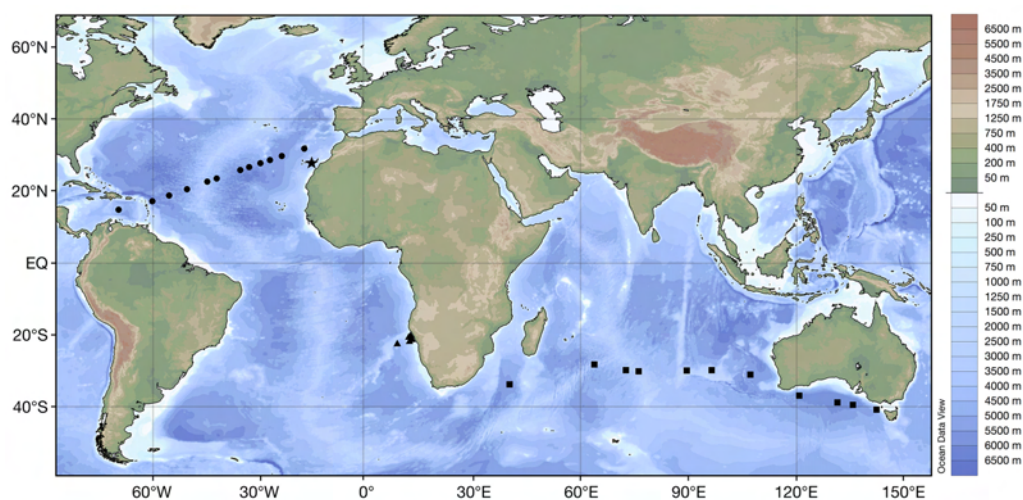 60°N
40°N
20°N
EQ
20°S
40°S
60°W
30°W
0°
30°E
60°E
90°E
120°E
150°E
Ocean Data View
6500 m
5500 m
4500 m
3500 m
2500 m
1750 m
1250 m
750 m
400 m
200 m
50 m
50 m
100 m
250 m
500 m
750 m
1000 m
1250 m
1500 m
2000 m
2500 m
3000 m
3500 m
4000 m
4500 m
5000 m
5500 m
6000 m
6500 m